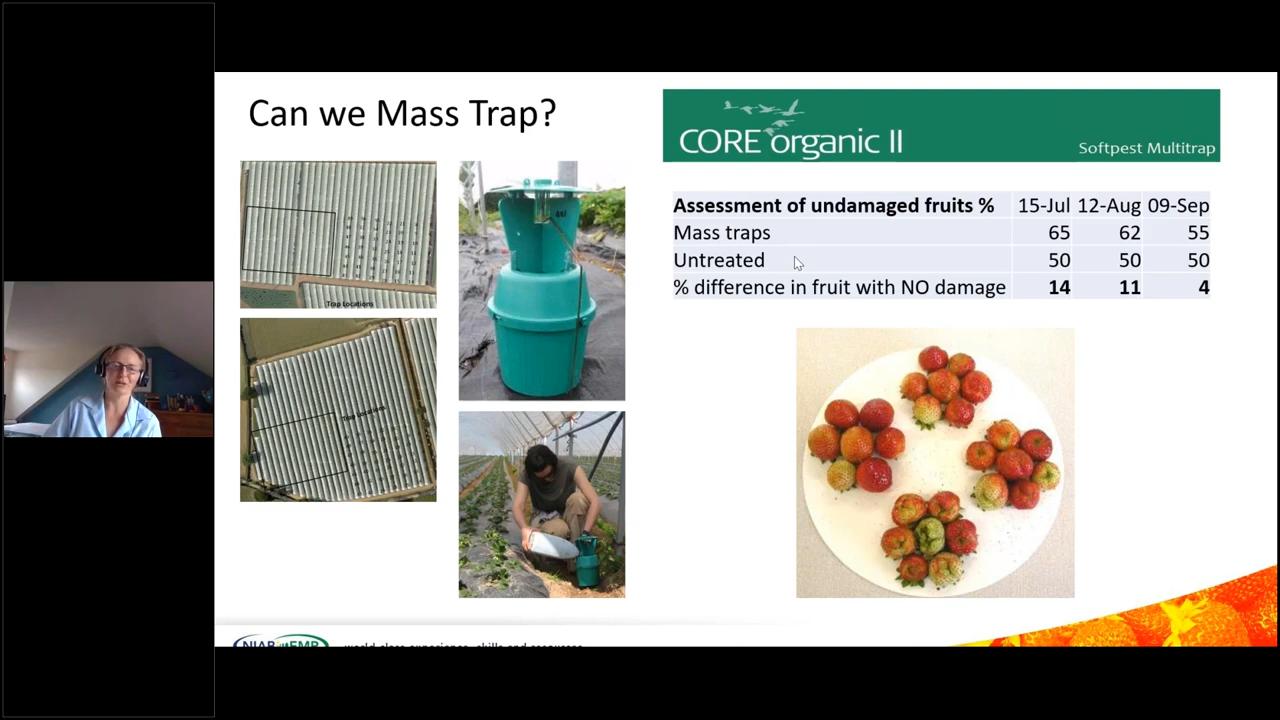 Can we Mass Trap?
CORE organic II
Softpest Multitrap
Assessment of undamaged fruits % 15-Jul 12-Aug 09-Sep
Mass traps 65 62 55
Untreated 50 50 50
% difference in fruit with NO damage 14 11 4
Trap Locations
Trap Locations
NIAB EMR
world-class experience, skills and resources